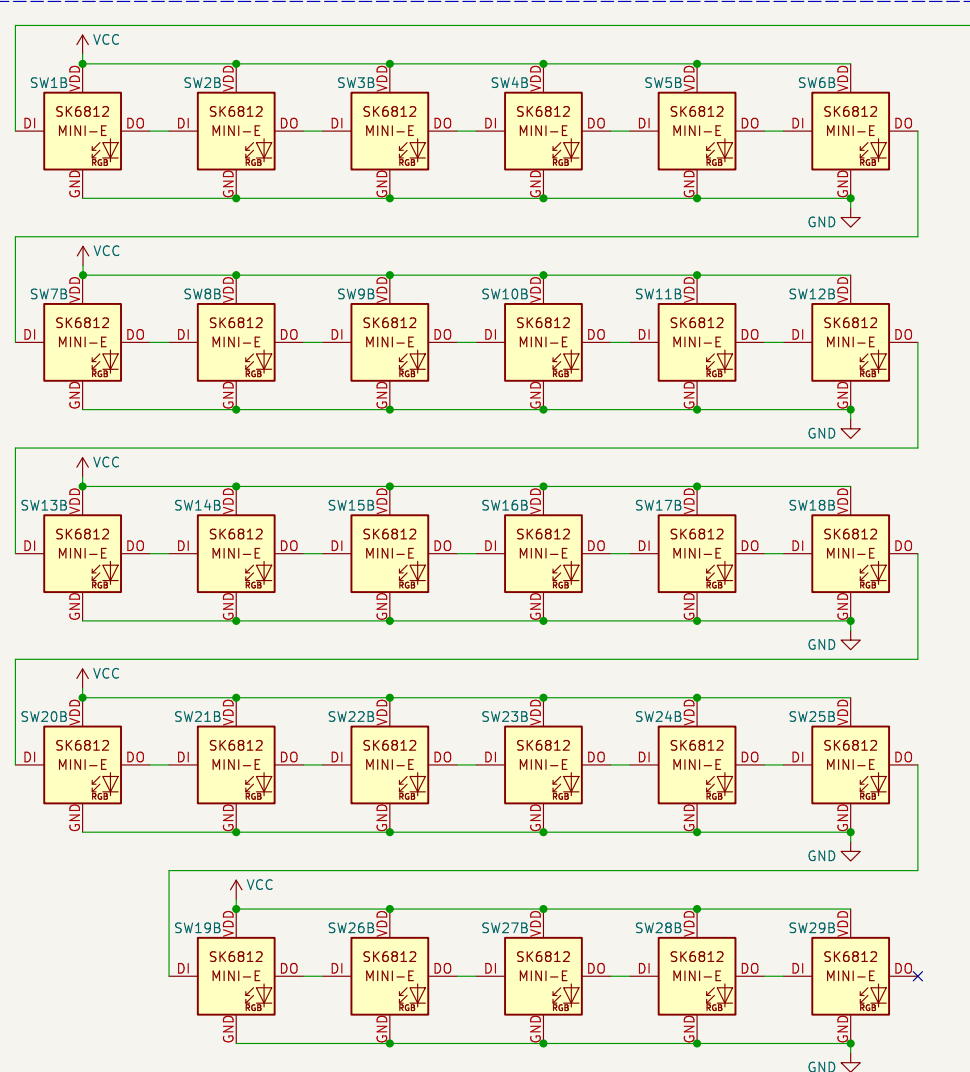 VCC
SW1B VDD SW2B VDD SW3B VDD SW4B VDD SW5B VDD SW6B VDD
SK6812 SK6812 SK6812 SK6812 SK6812 SK6812
DI MINI-E DO DI MINI-E DO DI MINI-E DO DI MINI-E DO DI MINI-E DO DI MINI-E DO
RGB RGB RGB RGB RGB RGB
GND GND GND GND GND GND
GND
VCC
SW7B VDD SW8B VDD SW9B VDD SW10B VDD SW11B VDD SW12B VDD
SK6812 SK6812 SK6812 SK6812 SK6812 SK6812
DI MINI-E DO DI MINI-E DO DI MINI-E DO DI MINI-E DO DI MINI-E DO DI MINI-E DO
RGB RGB RGB RGB RGB RGB
GND GND GND GND GND GND
GND
VCC
SW13B VDD SW14B VDD SW15B VDD SW16B VDD SW17B VDD SW18B VDD
SK6812 SK6812 SK6812 SK6812 SK6812 SK6812
DI MINI-E DO DI MINI-E DO DI MINI-E DO DI MINI-E DO DI MINI-E DO DI MINI-E DO
RGB RGB RGB RGB RGB RGB
GND GND GND GND GND GND
GND
VCC
SW20B VDD SW21B VDD SW22B VDD SW23B VDD SW24B VDD SW25B VDD
SK6812 SK6812 SK6812 SK6812 SK6812 SK6812
DI MINI-E DO DI MINI-E DO DI MINI-E DO DI MINI-E DO DI MINI-E DO DI MINI-E DO
RGB RGB RGB RGB RGB RGB
GND GND GND GND GND GND
GND
VCC
SW19B VDD SW26B VDD SW27B VDD SW28B VDD SW29B VDD
SK6812 SK6812 SK6812 SK6812 SK6812
DI MINI-E DO DI MINI-E DO DI MINI-E DO DI MINI-E DO DI MINI-E DO
RGB RGB RGB RGB RGB
GND GND GND GND GND
GND